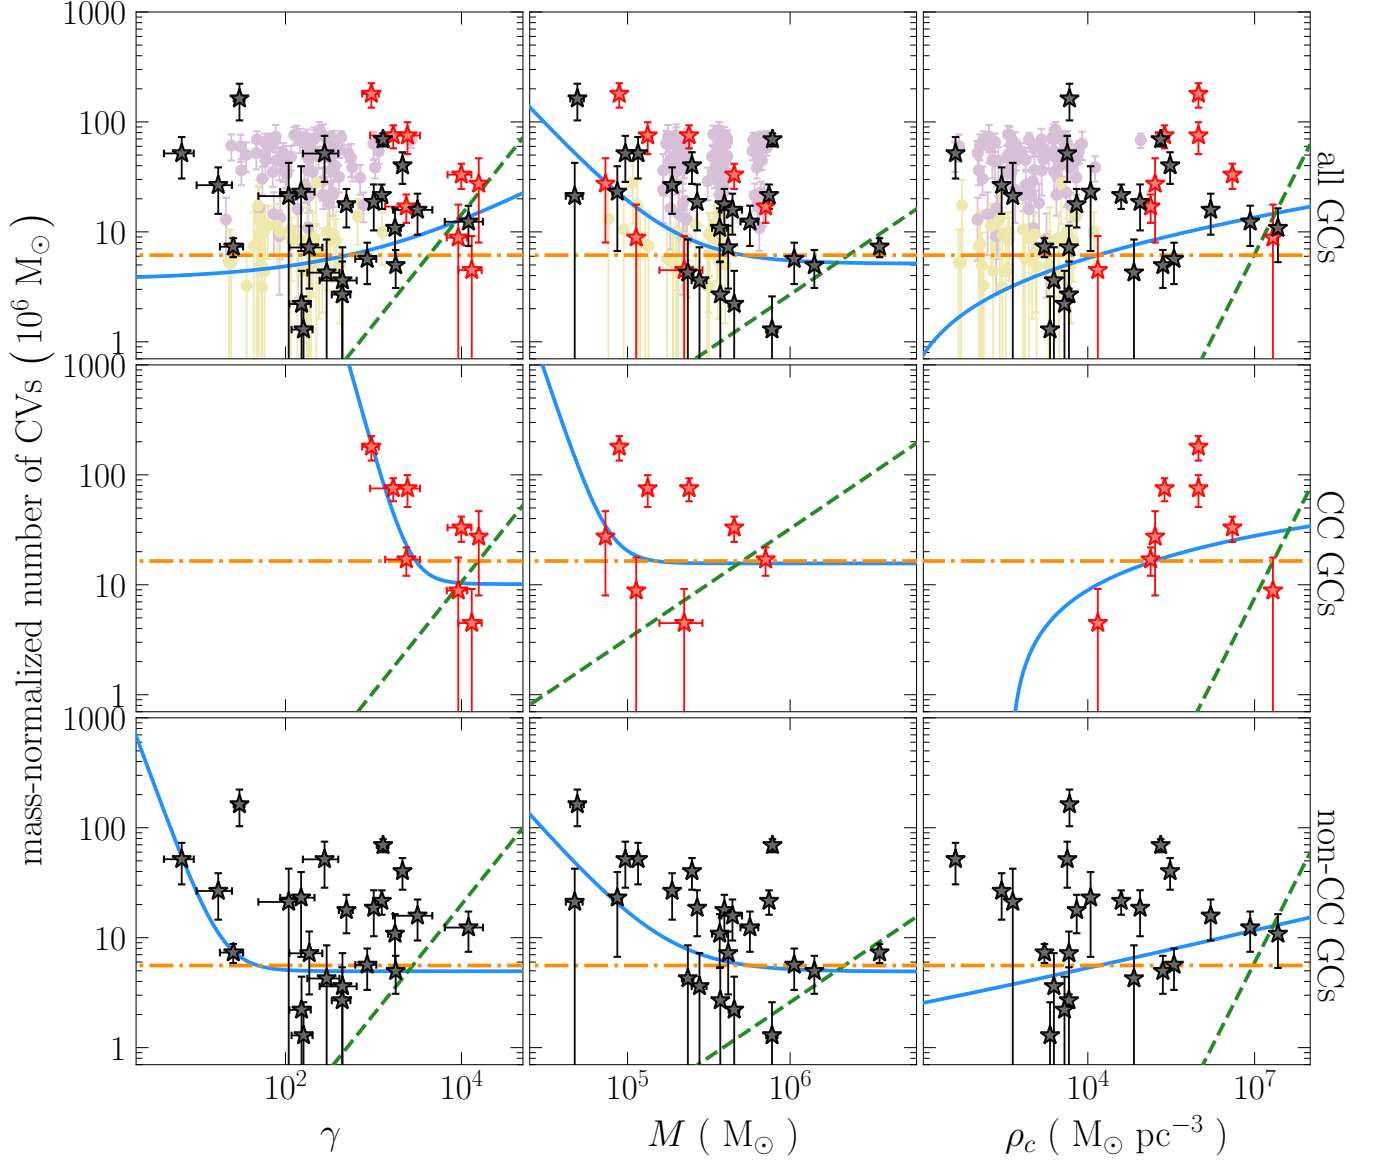 mass-normalized number of CVs ( 10⁶ M⊙ )
1000
100
10
1
all GCs
1000
100
10
1
CC GCs
1000
100
10
1
non-CC GCs
10² 10⁴ 10⁵ 10⁶ 10⁴ 10⁷
γ M ( M⊙ ) ρc ( M⊙ pc⁻³ )